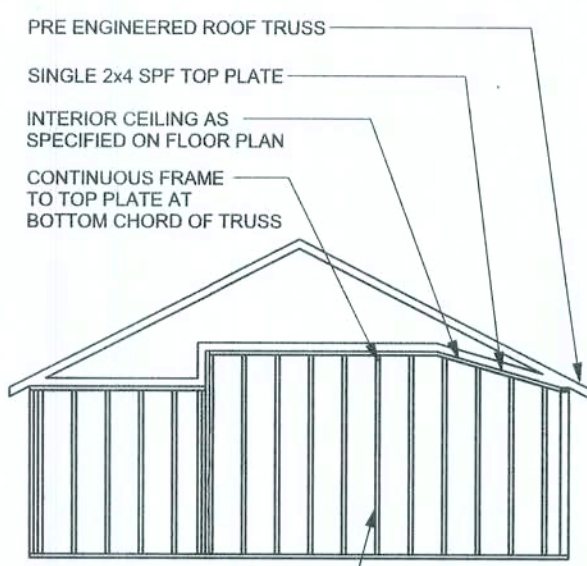 PRE ENGINEERED ROOF TRUSS
SINGLE 2x4 SPF TOP PLATE
INTERIOR CEILING AS
SPECIFIED ON FLOOR PLAN
CONTINUOUS FRAME
TO TOP PLATE AT
BOTTOM CHORD OF TRUSS